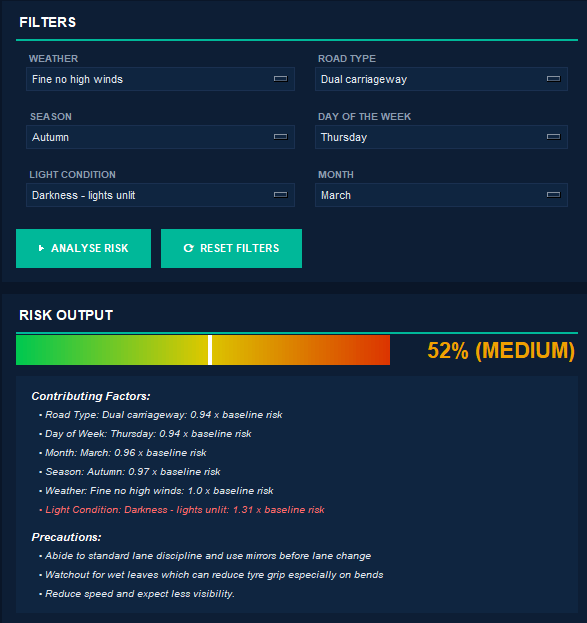 FILTERS
WEATHER
Fine no high winds
ROAD TYPE
Dual carriageway
SEASON
Autumn
DAY OF THE WEEK
Thursday
LIGHT CONDITION
Darkness - lights unlit
MONTH
March
ANALYSE RISK
RESET FILTERS
RISK OUTPUT
52% (MEDIUM)
Contributing Factors:
• Road Type: Dual carriageway: 0.94 x baseline risk
• Day of Week: Thursday: 0.94 x baseline risk
• Month: March: 0.96 x baseline risk
• Season: Autumn: 0.97 x baseline risk
• Weather: Fine no high winds: 1.0 x baseline risk
• Light Condition: Darkness - lights unlit: 1.31 x baseline risk
Precautions:
• Abide to standard lane discipline and use mirrors before lane change
• Watchout for wet leaves which can reduce tyre grip especially on bends
• Reduce speed and expect less visibility.